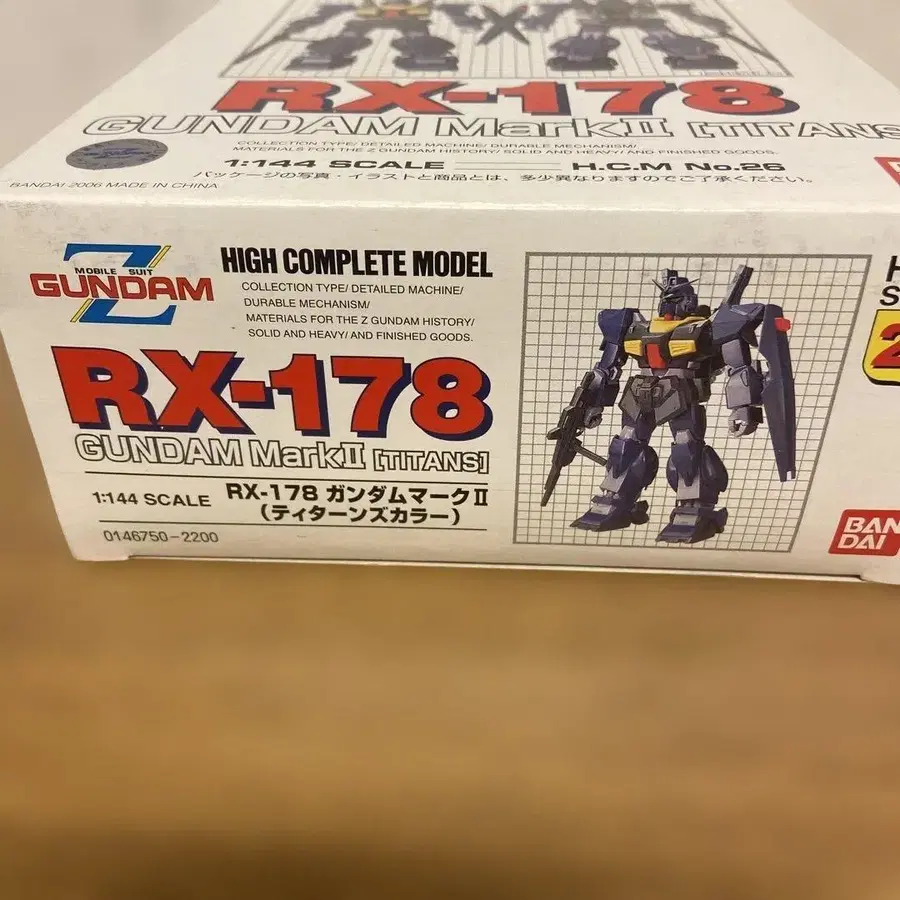 RX-178
GUNDAM MarkII [TITANS
COLLECTION TYPE/ DETAILED MACHINE/ DURABLE MECHANISM/
MATERIALS FOR THE Z GUNDAM HISTORY/ SOLID AND HEAVY/ AND FINISHED GOODS.
1:144 SCALE H.C.M No.26
パッケージの写真・イラストと商品とは、多少異なりますのでご了承ください。
BANDAI 2006 MADE IN CHINA
MOBILE SUIT
Z
GUNDAM
HIGH COMPLETE MODEL
COLLECTION TYPE/ DETAILED MACHINE/
DURABLE MECHANISM/
MATERIALS FOR THE Z GUNDAM HISTORY/
SOLID AND HEAVY/ AND FINISHED GOODS.
RX-178
GUNDAM MarkII [TITANS]
1:144 SCALE
RX-178 ガンダムマークⅡ
(ティターンズカラー)
0146750-2200
H
S
2
BAN
DAI